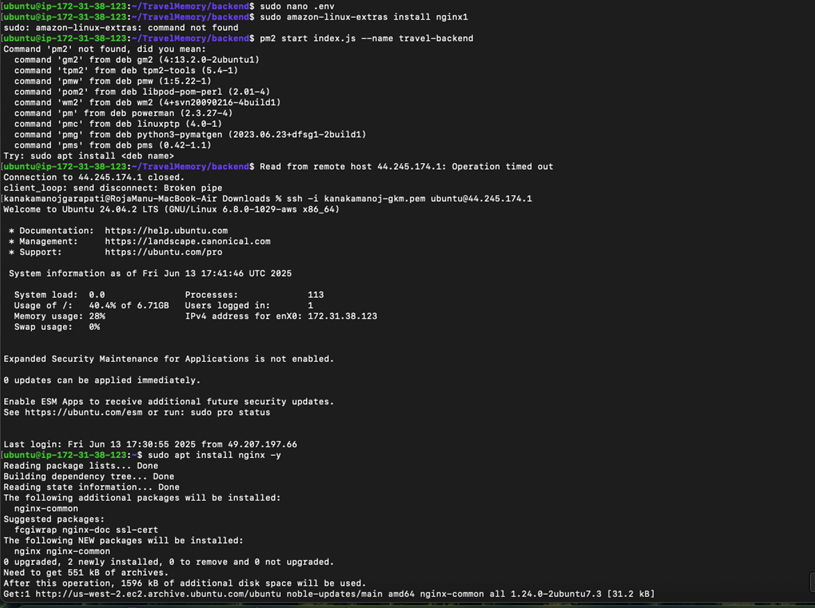 [ubuntu@ip-172-31-38-123:~/TravelMemory/backend$ sudo nano .env
[ubuntu@ip-172-31-38-123:~/TravelMemory/backend$ sudo amazon-linux-extras install nginx1
sudo: amazon-linux-extras: command not found
[ubuntu@ip-172-31-38-123:~/TravelMemory/backend$ pm2 start index.js --name travel-backend
Command 'pm2' not found, did you mean:
  command 'gm2' from deb gm2 (4:13.2.0-2ubuntu1)
  command 'tpm2' from deb tpm2-tools (5.4-1)
  command 'pmw' from deb pmw (1:5.22-1)
  command 'pom2' from deb libpod-pom-perl (2.01-4)
  command 'wm2' from deb wm2 (4+svn20090216-4build1)
  command 'pm' from deb powerman (2.3.27-4)
  command 'pmc' from deb linuxptp (4.0-1)
  command 'pmg' from deb python3-pymatgen (2023.06.23+dfsg1-2build1)
  command 'pms' from deb pms (0.42-1.1)
Try: sudo apt install <deb name>
[ubuntu@ip-172-31-38-123:~/TravelMemory/backend$ Read from remote host 44.245.174.1: Operation timed out
Connection to 44.245.174.1 closed.
client_loop: send disconnect: Broken pipe
[kanakamanojgarapati@RojaManu-MacBook-Air Downloads % ssh -i kanakamanoj-gkm.pem ubuntu@44.245.174.1
Welcome to Ubuntu 24.04.2 LTS (GNU/Linux 6.8.0-1029-aws x86_64)
 * Documentation:  https://help.ubuntu.com
 * Management:     https://landscape.canonical.com
 * Support:        https://ubuntu.com/pro
 System information as of Fri Jun 13 17:41:46 UTC 2025
  System load:  0.0               Processes:             113
  Usage of /:   40.4% of 6.71GB   Users logged in:       1
  Memory usage: 28%               IPv4 address for enX0: 172.31.38.123
  Swap usage:   0%
Expanded Security Maintenance for Applications is not enabled.
0 updates can be applied immediately.
Enable ESM Apps to receive additional future security updates.
See https://ubuntu.com/esm or run: sudo pro status
Last login: Fri Jun 13 17:30:55 2025 from 49.207.197.66
[ubuntu@ip-172-31-38-123:~$ sudo apt install nginx -y
Reading package lists... Done
Building dependency tree... Done
Reading state information... Done
The following additional packages will be installed:
  nginx-common
Suggested packages:
  fcgiwrap nginx-doc ssl-cert
The following NEW packages will be installed:
  nginx nginx-common
0 upgraded, 2 newly installed, 0 to remove and 0 not upgraded.
Need to get 551 kB of archives.
After this operation, 1596 kB of additional disk space will be used.
Get:1 http://us-west-2.ec2.archive.ubuntu.com/ubuntu noble-updates/main amd64 nginx-common all 1.24.0-2ubuntu7.3 [31.2 kB]